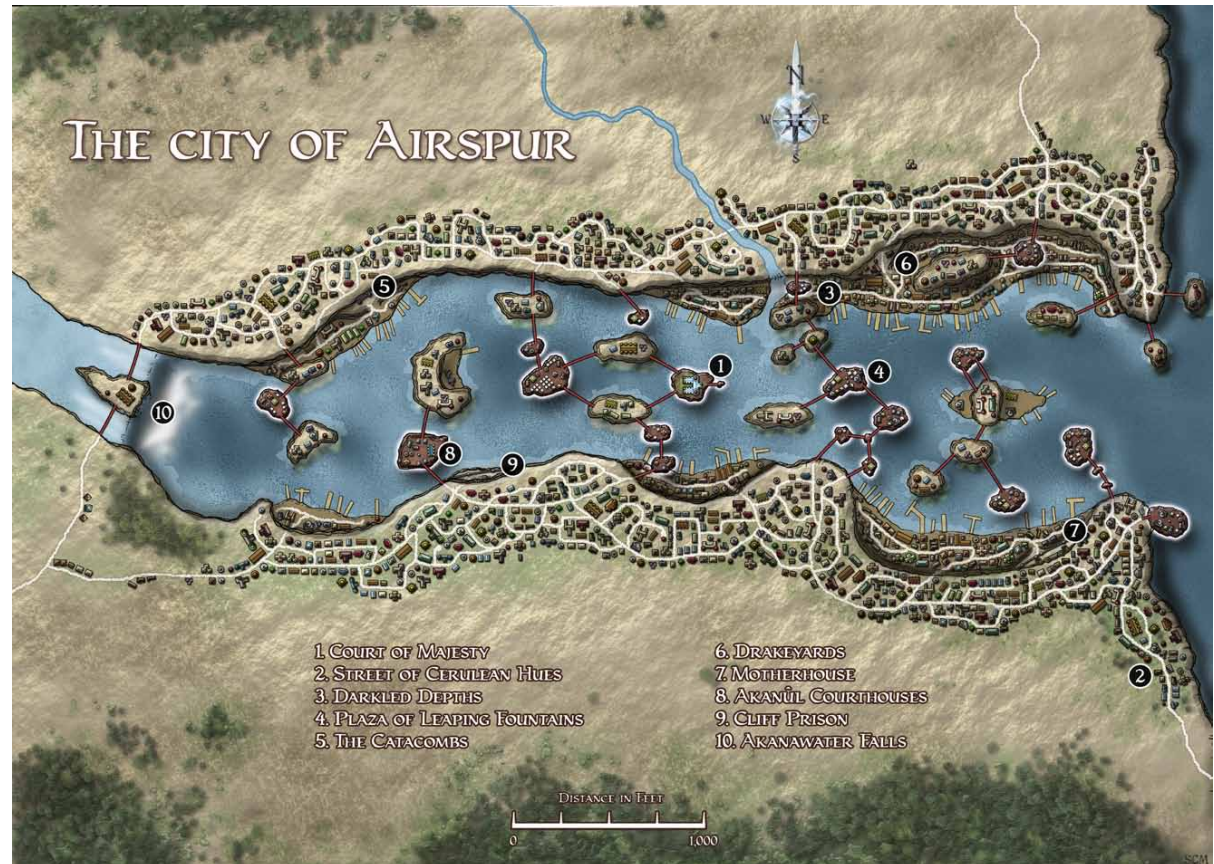 THE CITY OF AIRSPUR
N
W E
S
5
6
3
1
4
10
8
9
7
2
1. COURT OF MAJESTY
2. STREET OF CERULEAN HUES
3. DARKLED DEPTHS
4. PLAZA OF LEAPING FOUNTAINS
5. THE CATACOMBS
6. DRAKEYARDS
7. MOTHERHOUSE
8. AKANÛL COURTHOUSES
9. CLIFF PRISON
10. AKANAWATER FALLS
DISTANCE IN FEET
0 1,000
SCM